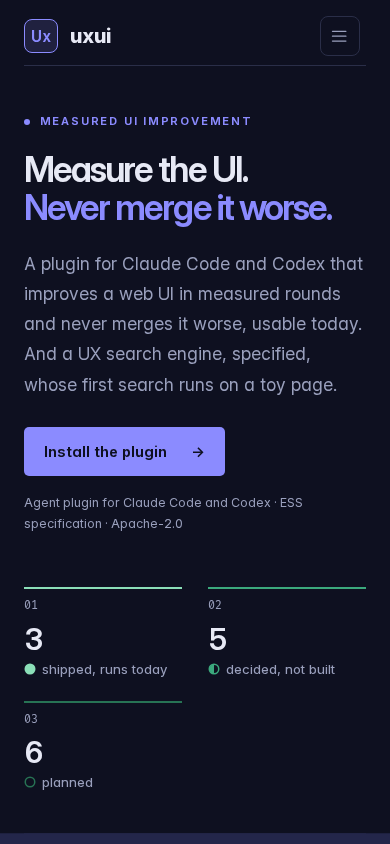 Ux uxui
MEASURED UI IMPROVEMENT
Measure the UI.
Never merge it worse.
A plugin for Claude Code and Codex that
improves a web UI in measured rounds
and never merges it worse, usable today.
And a UX search engine, specified,
whose first search runs on a toy page.
Install the plugin →
Agent plugin for Claude Code and Codex · ESS
specification · Apache-2.0
01
3
shipped, runs today
02
5
decided, not built
03
6
planned